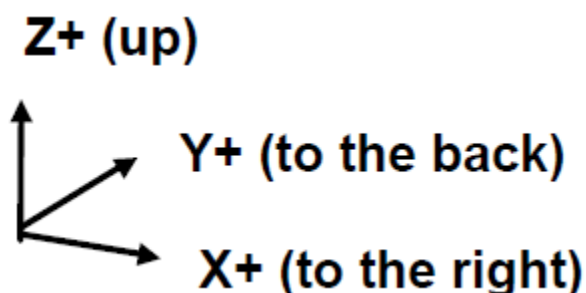 Z+ (up)
Y+ (to the back)
X+ (to the right)